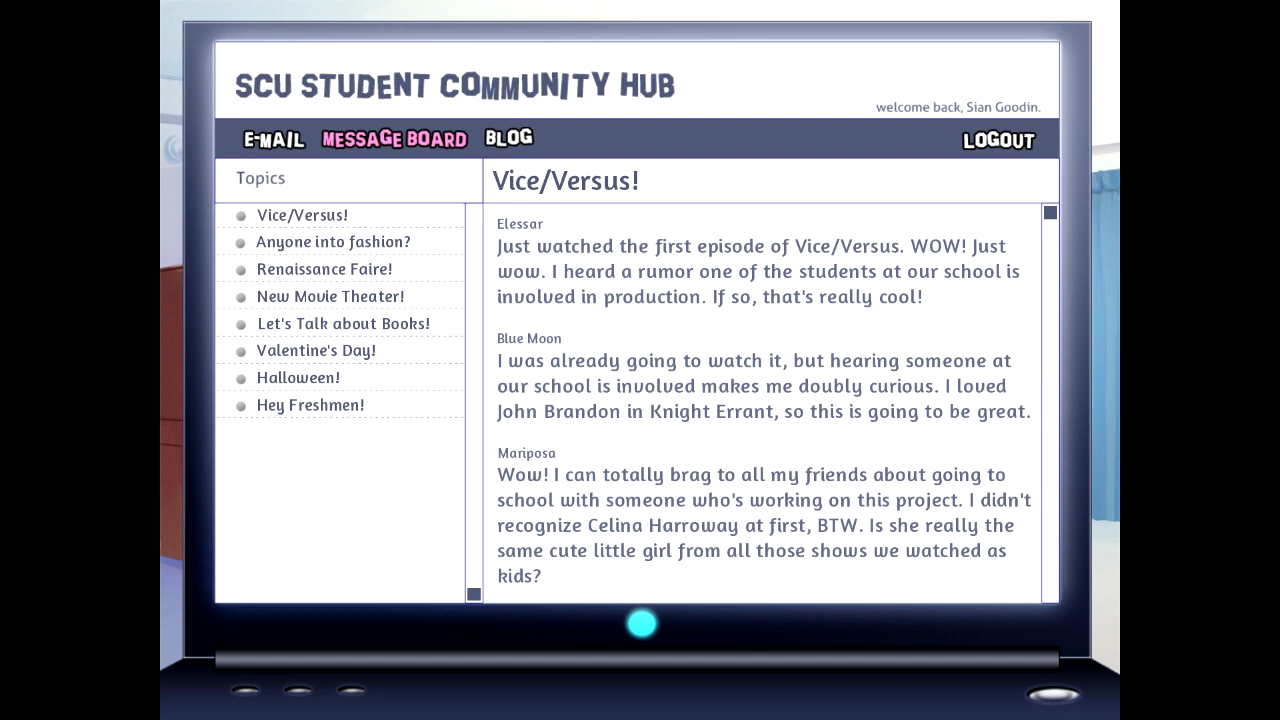 SCU STUDENT COMMUNITY HUB
welcome back, Sian Goodin.
E-MAIL MESSAGE BOARD BLOG LOGOUT
Topics
Vice/Versus!
Anyone into fashion?
Renaissance Faire!
New Movie Theater!
Let's Talk about Books!
Valentine's Day!
Halloween!
Hey Freshmen!
Vice/Versus!
Elessar
Just watched the first episode of Vice/Versus. WOW! Just
wow. I heard a rumor one of the students at our school is
involved in production. If so, that's really cool!
Blue Moon
I was already going to watch it, but hearing someone at
our school is involved makes me doubly curious. I loved
John Brandon in Knight Errant, so this is going to be great.
Mariposa
Wow! I can totally brag to all my friends about going to
school with someone who's working on this project. I didn't
recognize Celina Harroway at first, BTW. Is she really the
same cute little girl from all those shows we watched as
kids?